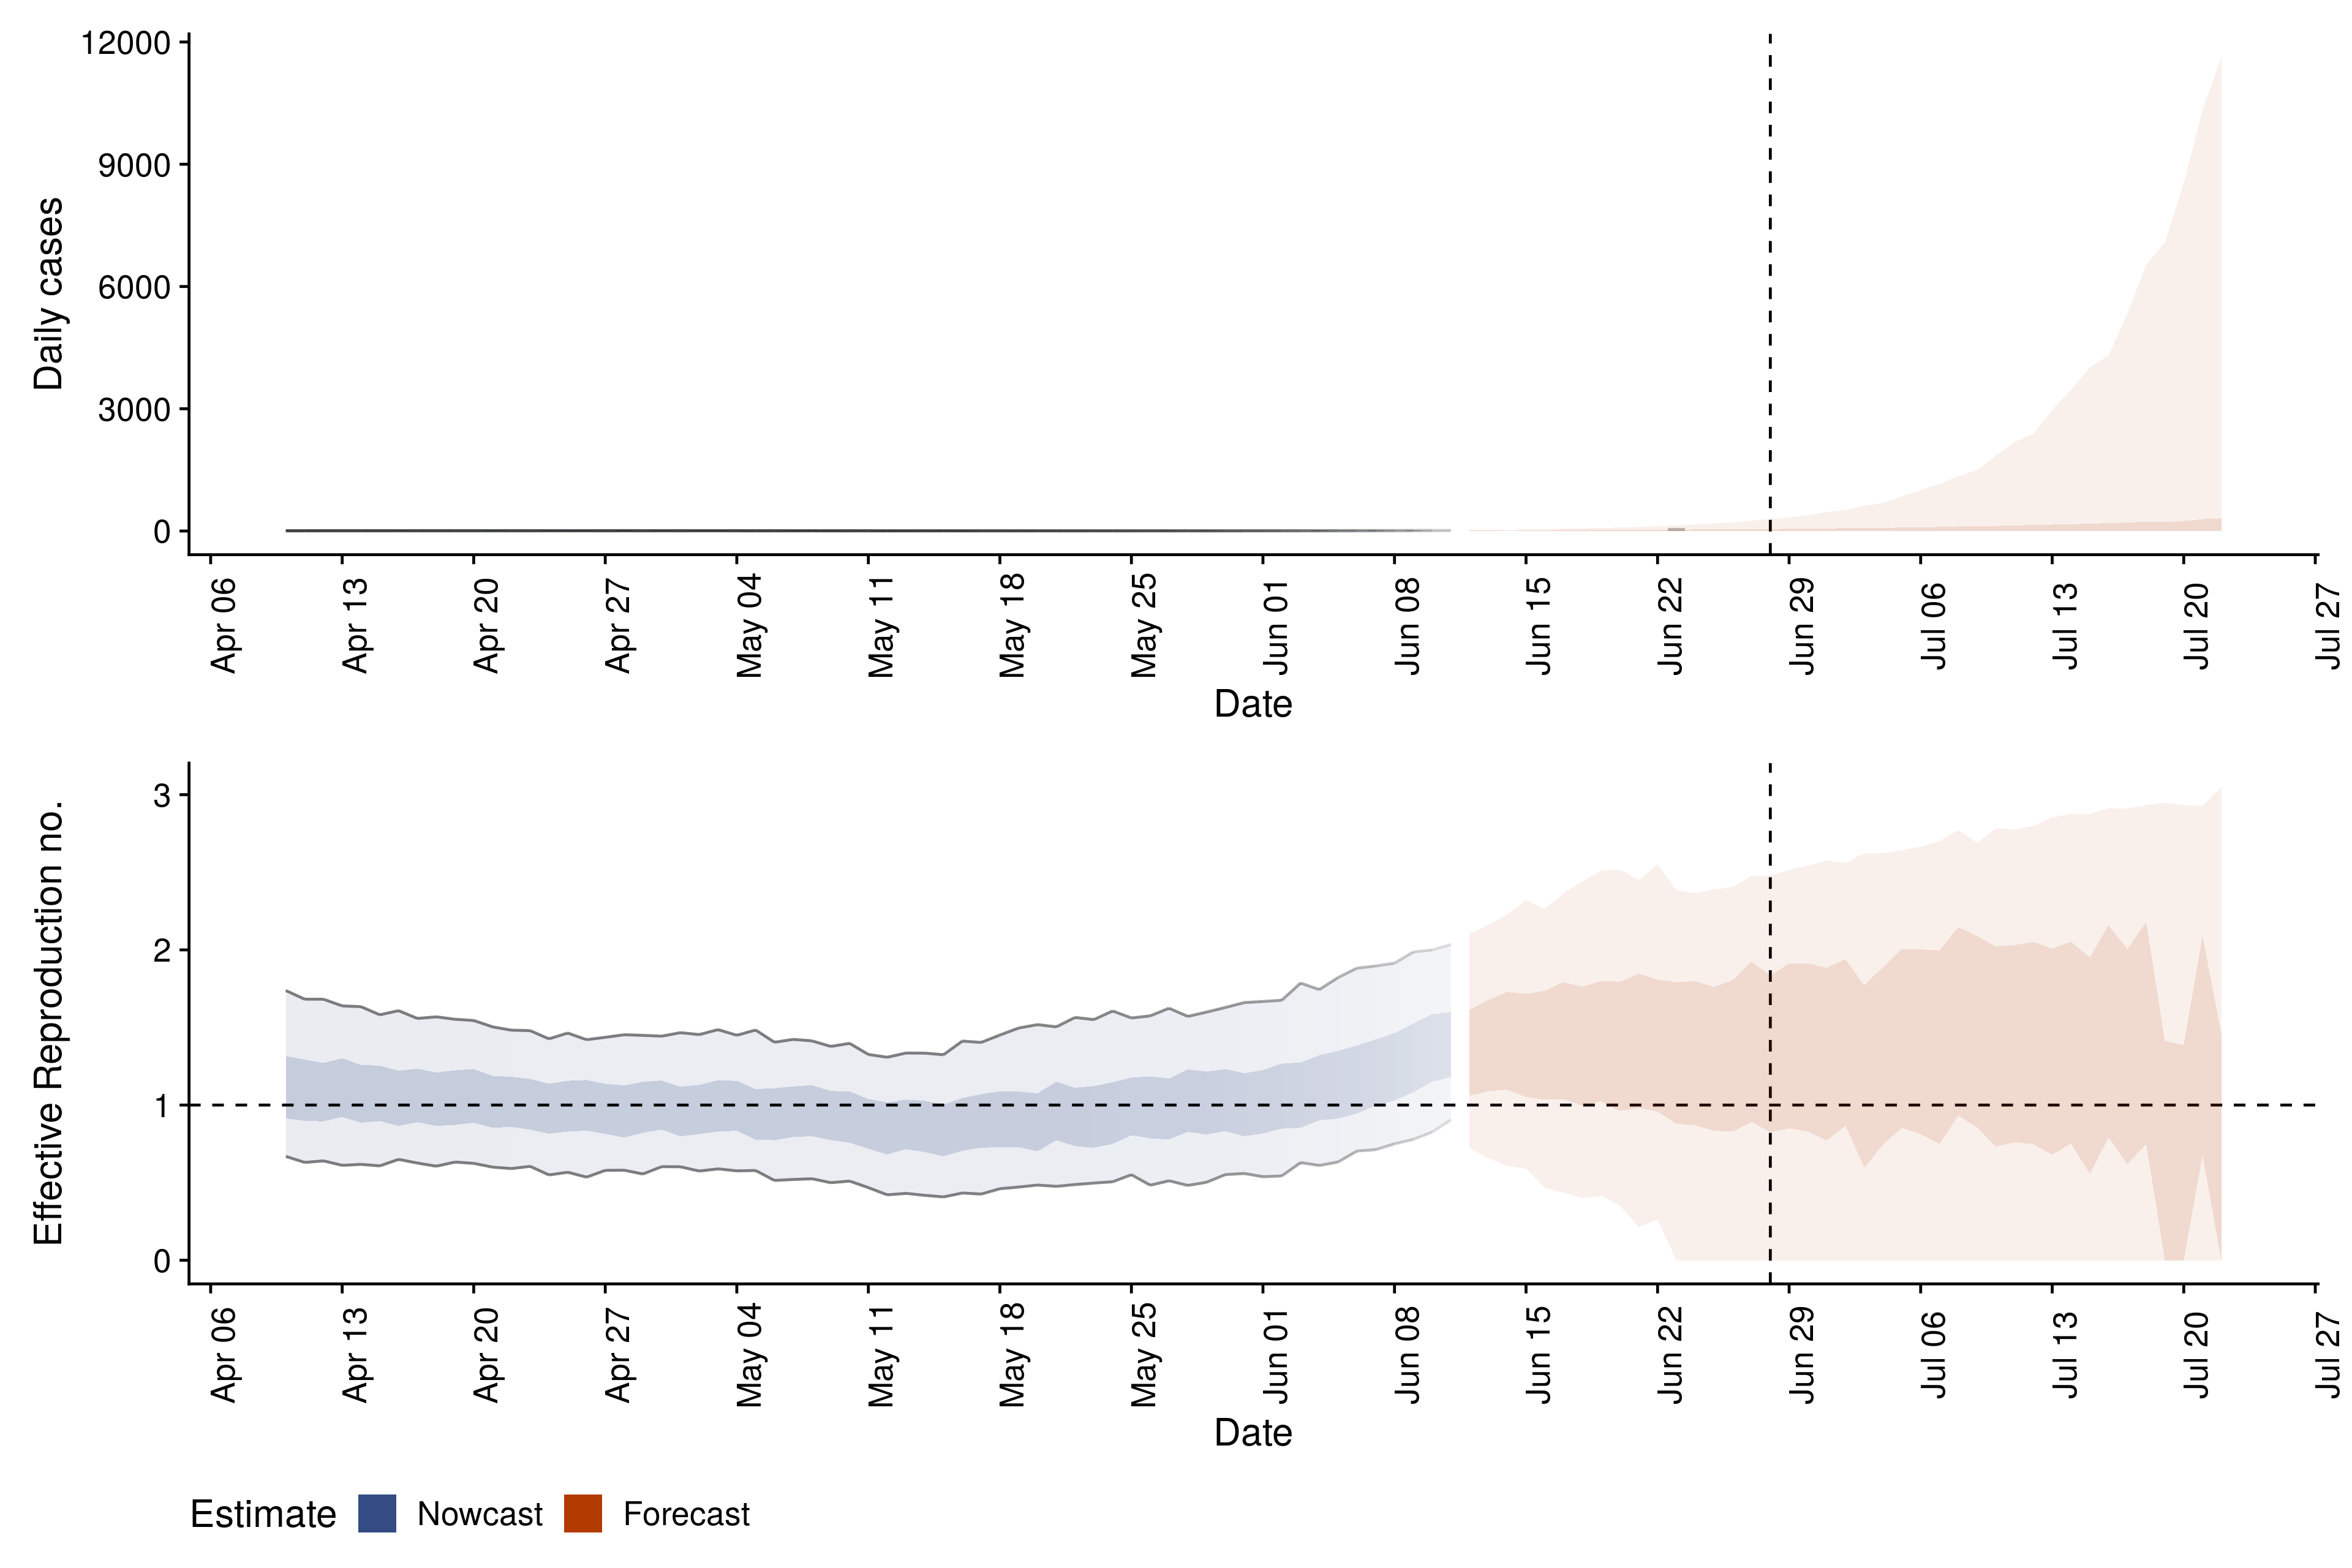 12000
9000
6000
3000
0
Daily cases
Apr 06
Apr 13
Apr 20
Apr 27
May 04
May 11
May 18
May 25
Jun 01
Jun 08
Jun 15
Jun 22
Jun 29
Jul 06
Jul 13
Jul 20
Jul 27
Date
3
2
1
0
Effective Reproduction no.
Apr 06
Apr 13
Apr 20
Apr 27
May 04
May 11
May 18
May 25
Jun 01
Jun 08
Jun 15
Jun 22
Jun 29
Jul 06
Jul 13
Jul 20
Jul 27
Date
Estimate Nowcast Forecast